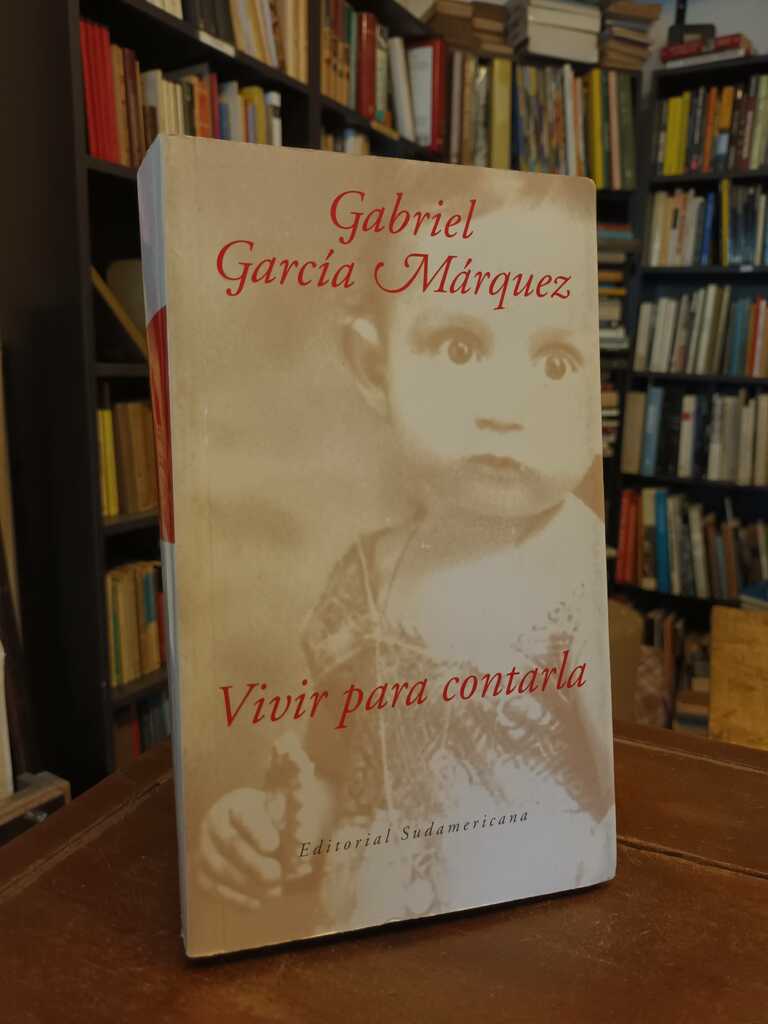 Gabriel
García Márquez
Vivir para contarla
Editorial Sudamericana